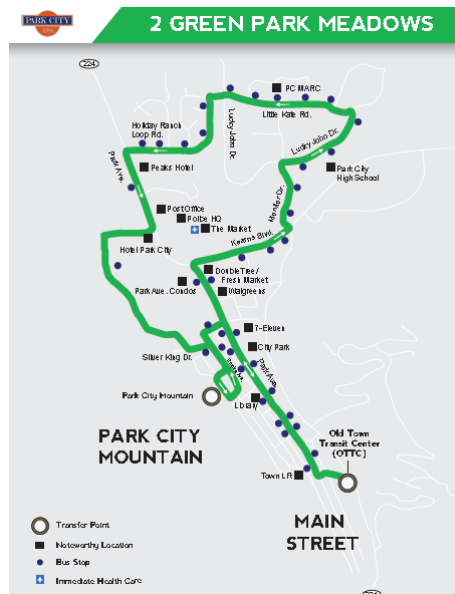 PARK CITY
2 GREEN PARK MEADOWS
224
PC MARC
Little Kate Rd.
Lucky John Dr.
Holiday Ranch
Loop Rd.
Lucky John Dr.
Park Ave.
Peaks Hotel
Park City
High School
Monitor Dr.
Post Office
Police HQ
The Market
Kearns Blvd.
Hotel Park City
DoubleTree/
Fresh Market
Park Ave. Condos
Walgreens
7-Eleven
City Park
Silver King Dr.
Park Ave.
Park City Mountain
Library
Old Town
Transit Center
(OTTC)
PARK CITY
MOUNTAIN
Town Lift
MAIN
STREET
Transfer Point
Noteworthy Location
Bus Stop
Immediate Health Care